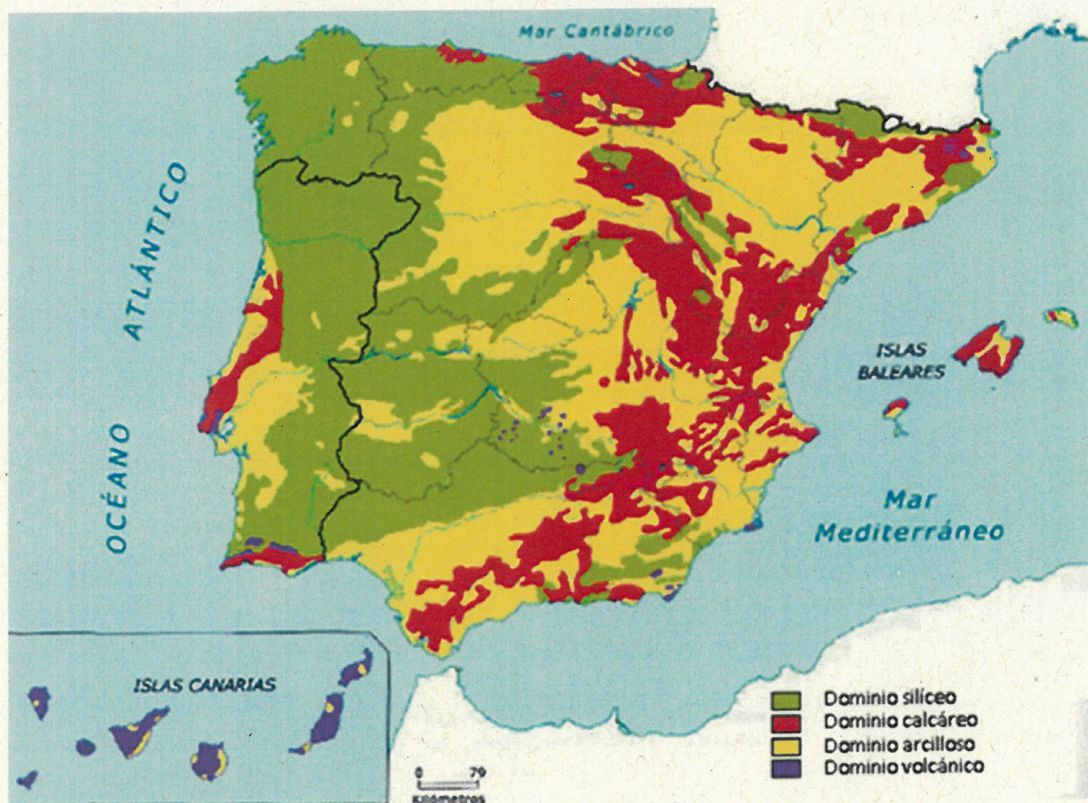 Mar Cantábrico
OCÉANO ATLÁNTICO
ISLAS
BALEARES
Mar
Mediterráneo
ISLAS CANARIAS
Dominio silíceo
Dominio calcáreo
Dominio arcilloso
Dominio volcánico
0 70
Kilómetros